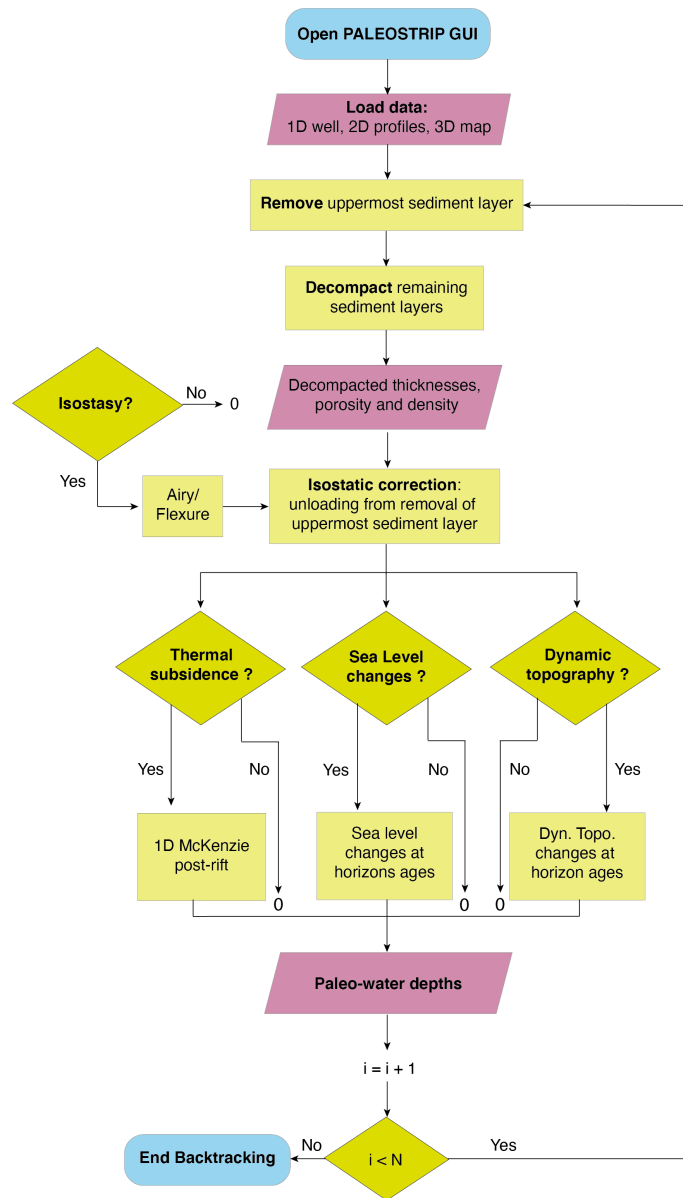 Open PALEOSTRIP GUI
Load data:
1D well, 2D profiles, 3D map
Remove uppermost sediment layer
Decompact remaining
sediment layers
Isostasy?
No
0
Decompacted thicknesses,
porosity and density
Yes
Airy/
Flexure
Isostatic correction:
unloading from removal of
uppermost sediment layer
Thermal
subsidence ?
Sea Level
changes ?
Dynamic
topography ?
Yes
No
Yes
No
No
Yes
1D McKenzie
post-rift
Sea level
changes at
horizons ages
Dyn. Topo.
changes at
horizon ages
0
0
0
Paleo-water depths
i = i + 1
End Backtracking
No
i < N
Yes